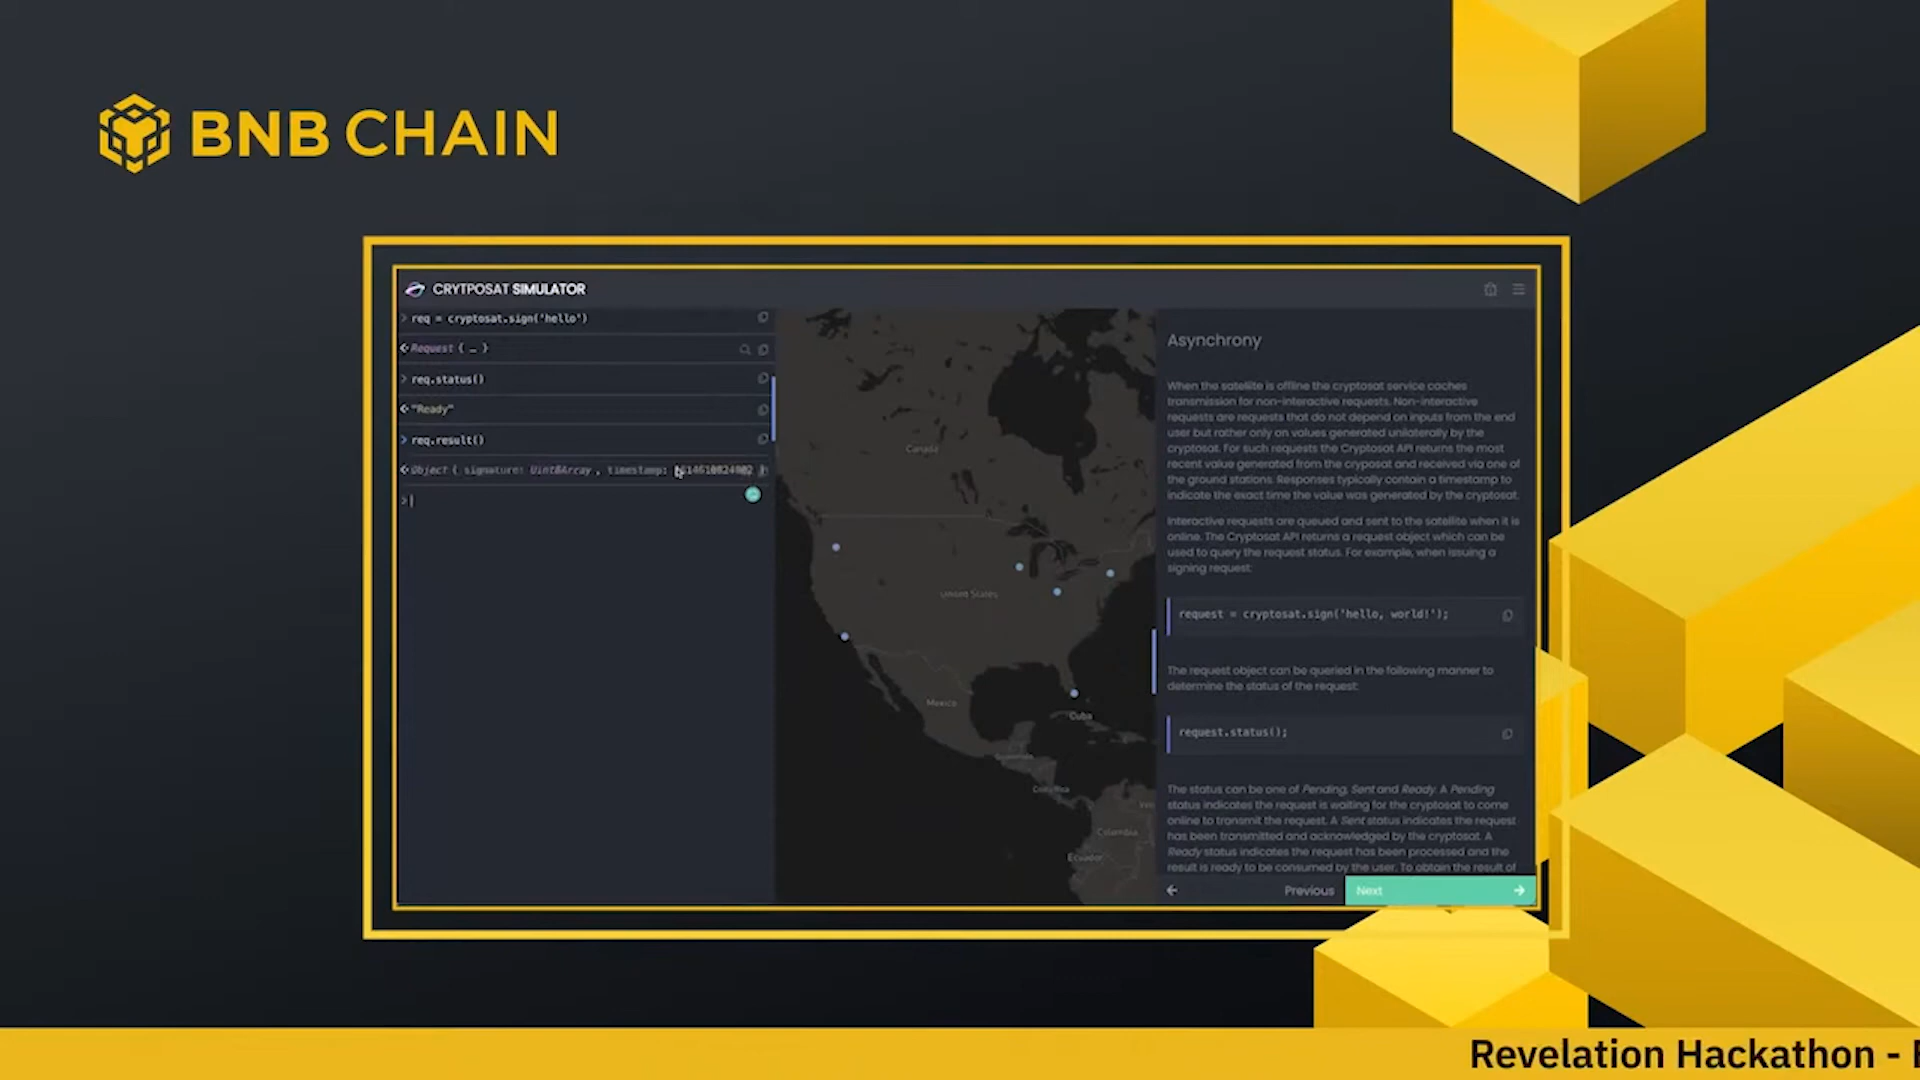 BNB CHAIN
CRYTPOSAT SIMULATOR
> req = cryptosat.sign('hello')
Request { … }
> req.status()
"Ready"
> req.result()
Object { signature: Uint8Array , timestamp:
>
Canada
United States
Mexico
Cuba
Guatemala
Costa Rica
Colombia
Ecuador
Asynchrony
When the satellite is offline the cryptosat service caches
transmission for non-interactive requests. Non-interactive
requests are requests that do not depend on inputs from the end
user but rather only on values generated unilaterally by the
cryptosat. For such requests the Cryptosat API returns the most
recent value generated from the cryposat and received via one of
the ground stations. Responses typically contain a timestamp to
indicate the exact time the value was generated by the cryptosat.
Interactive requests are queued and sent to the satellite when it is
online. The Cryptosat API returns a request object which can be
used to query the request status. For example, when issuing a
signing request:
request = cryptosat.sign('hello, world!');
The request object can be queried in the following manner to
determine the status of the request:
request.status();
The status can be one of Pending, Sent and Ready. A Pending
status indicates the request is waiting for the cryptosat to come
online to transmit the request. A Sent status indicates the request
has been transmitted and acknowledged by the cryptosat. A
Ready status indicates the request has been processed and the
result is ready to be consumed by the user. To obtain the result of
Previous
Next
Revelation Hackathon -